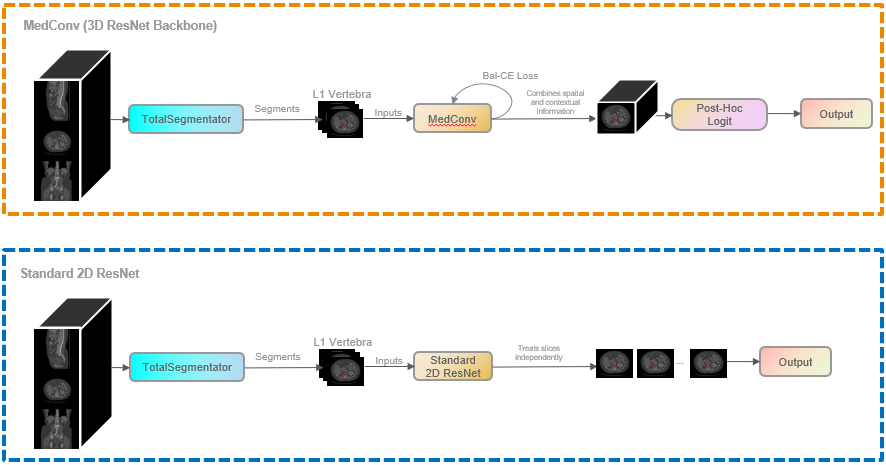 MedConv (3D ResNet Backbone)
TotalSegmentator
Segments
L1 Vertebra
Inputs
Bal-CE Loss
MedConv
Combines spatial
and contextual
information
Post-Hoc
Logit
Output
Standard 2D ResNet
TotalSegmentator
Segments
L1 Vertebra
Inputs
Standard
2D ResNet
Treats slices
independently
...
Output